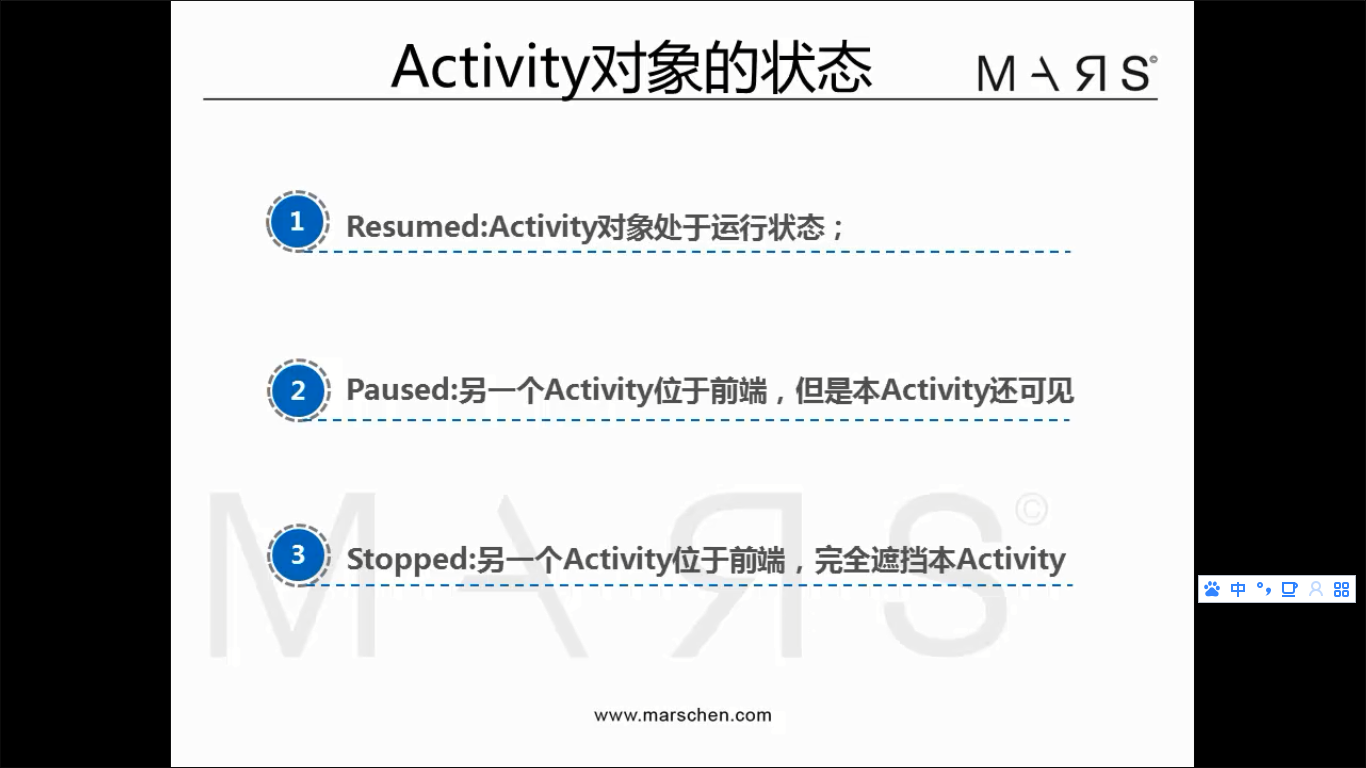 Activity对象的状态
MARS©
1
Resumed:Activity对象处于运行状态；
2
Paused:另一个Activity位于前端，但是本Activity还可见
MARS©
3
Stopped:另一个Activity位于前端，完全遮挡本Activity
中
www.marschen.com